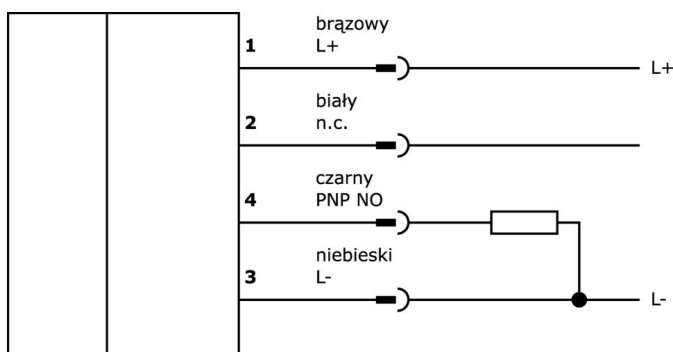 brązowy
1 L+
L+
biały
2 n.c.
czarny
4 PNP NO
niebieski
3 L-
L-